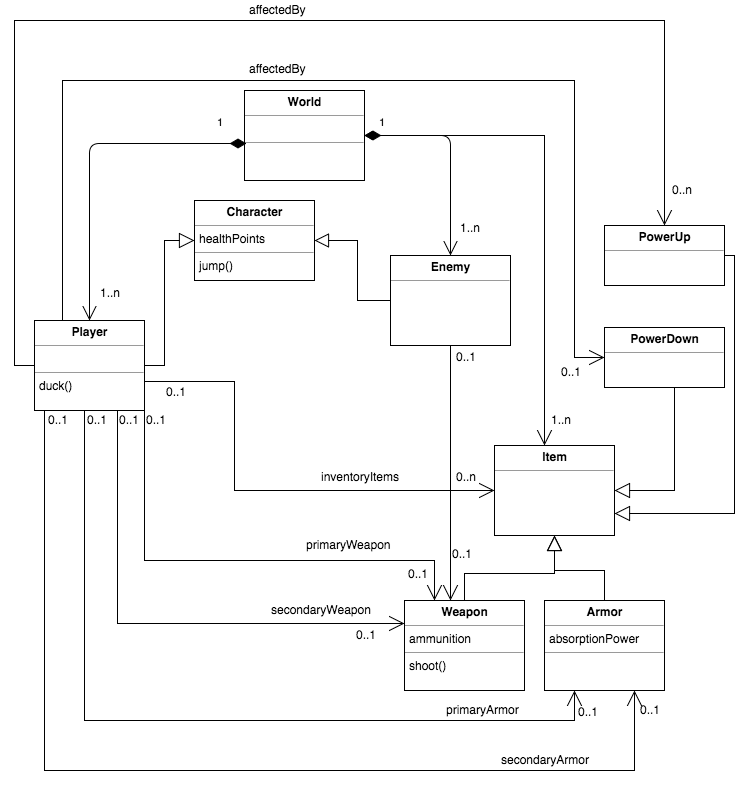 affectedBy
affectedBy
World
1
1
0..n
Character
healthPoints
jump()
1..n
PowerUp
Enemy
1..n
Player
duck()
PowerDown
0..1
0..1
0..1
0..1 0..1 0..1 0..1
1..n
Item
inventoryItems
0..n
primaryWeapon
0..1
0..1
secondaryWeapon
0..1
Weapon
ammunition
shoot()
Armor
absorptionPower
primaryArmor
0..1
0..1
secondaryArmor